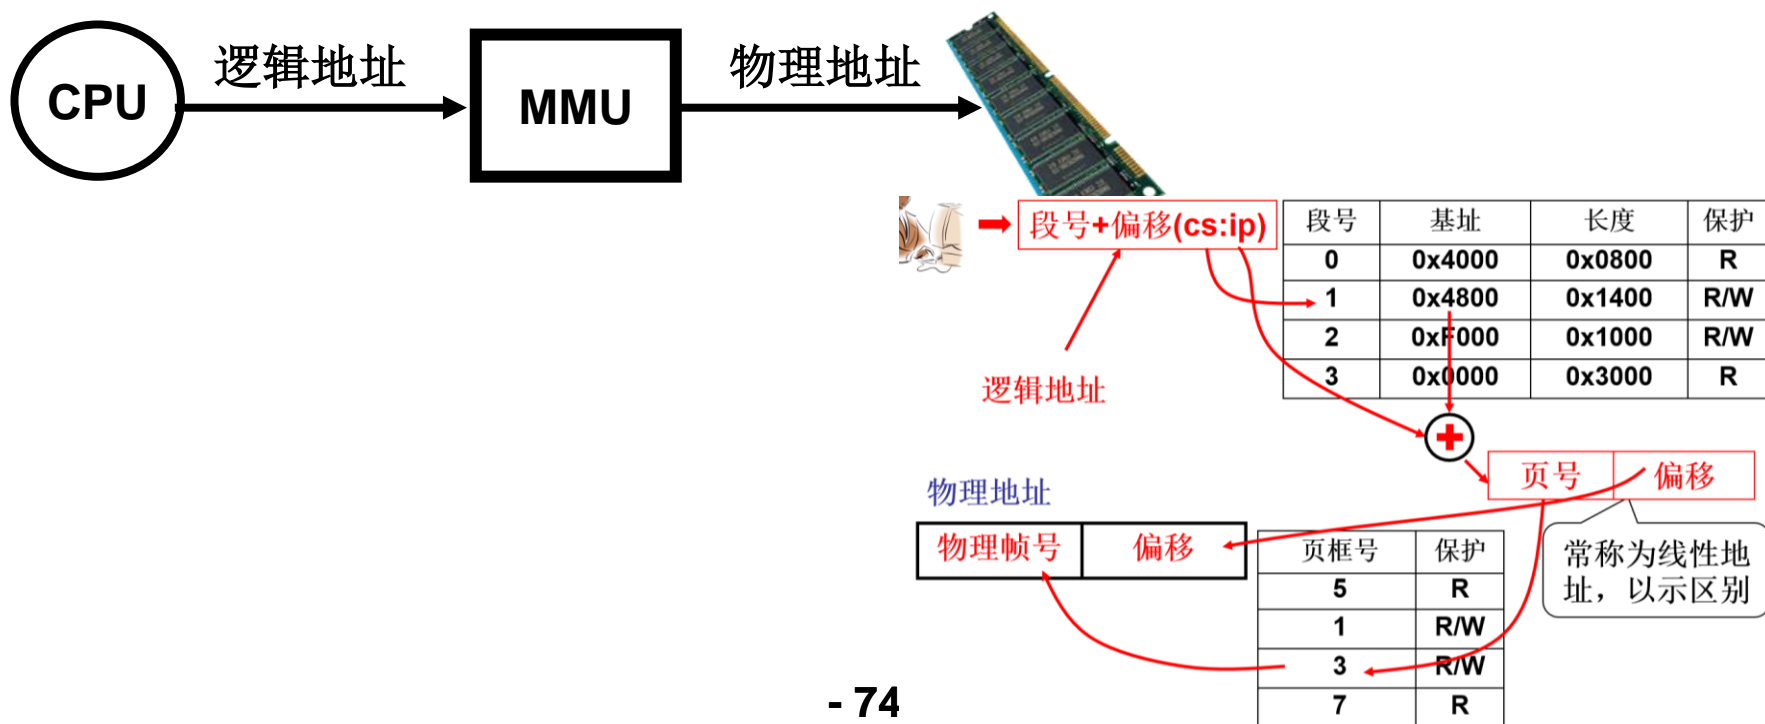 CPU
逻辑地址
MMU
物理地址
段号+偏移(cs:ip)
段号 基址 长度 保护
0 0x4000 0x0800 R
1 0x4800 0x1400 R/W
2 0xF000 0x1000 R/W
3 0x0000 0x3000 R
逻辑地址
页号 偏移
常称为线性地
址，以示区别
物理地址
物理帧号 偏移
页框号 保护
5 R
1 R/W
3 R/W
7 R
- 74